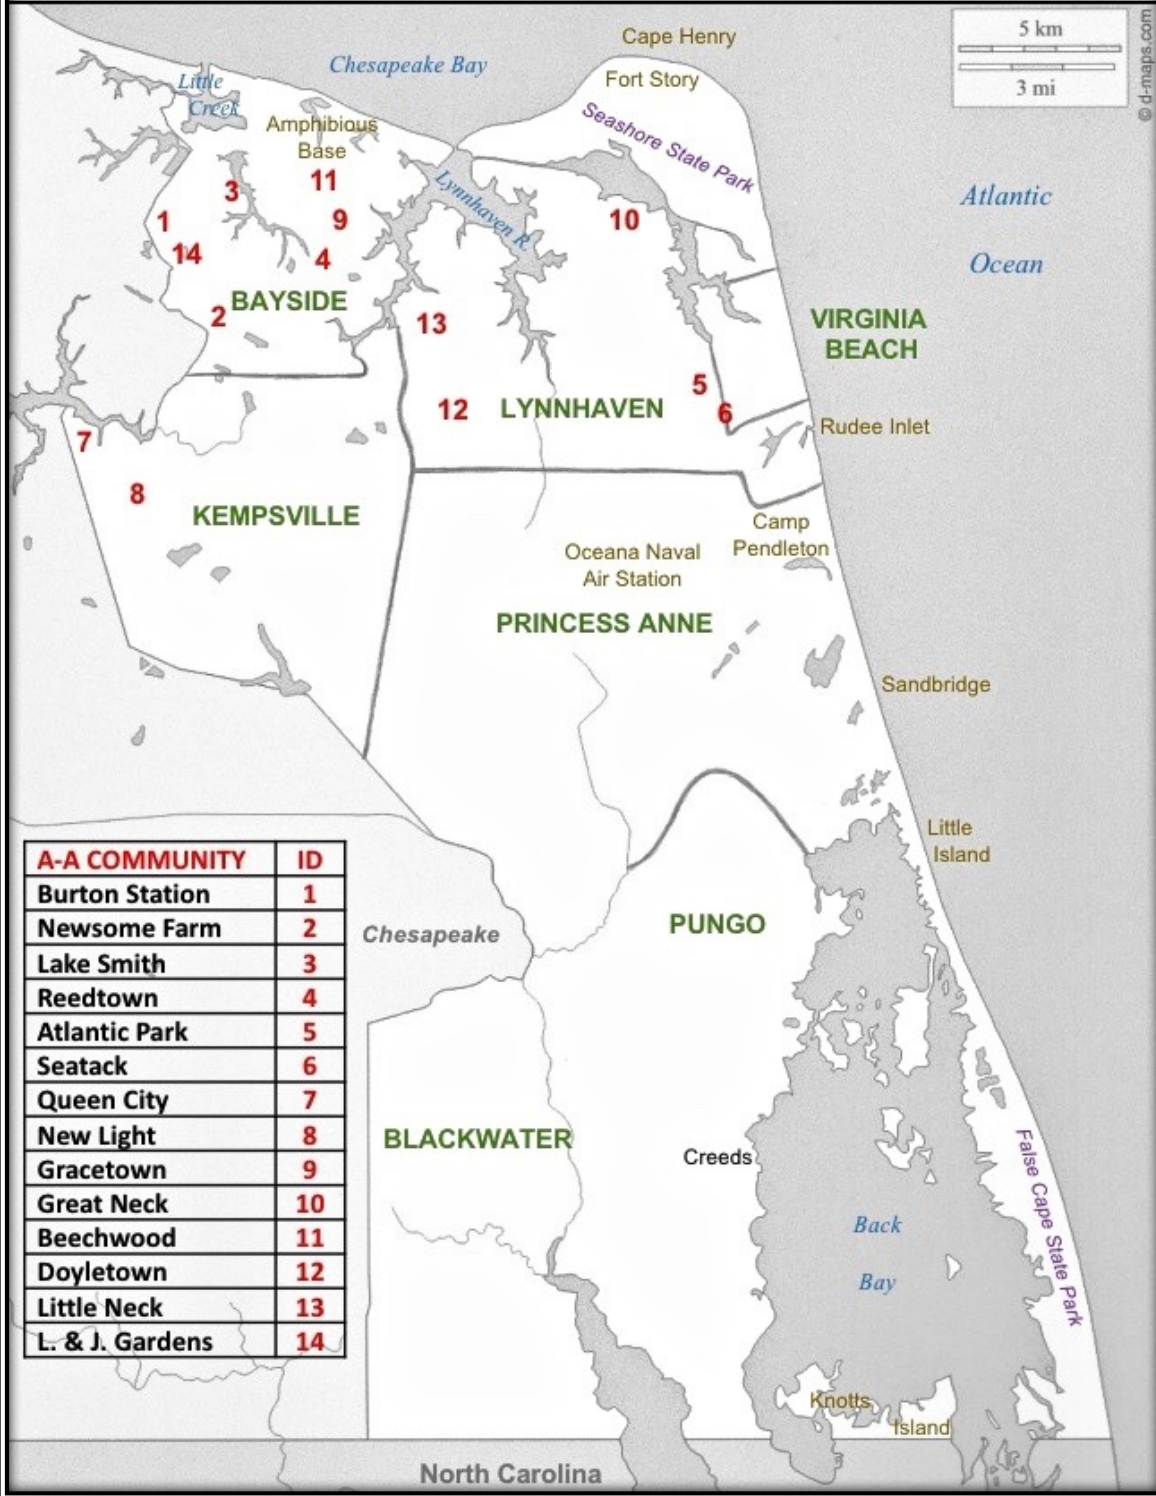 Cape Henry
5 km
3 mi
© d-maps.com
Chesapeake Bay
Fort Story
Little
Creek
Seashore State Park
Amphibious
Base
11
3
Lynnhaven R.
Atlantic
Ocean
1
9
10
14
4
BAYSIDE
2
13
VIRGINIA
BEACH
5
12
LYNNHAVEN
6
Rudee Inlet
7
8
KEMPSVILLE
Camp
Pendleton
Oceana Naval
Air Station
PRINCESS ANNE
Sandbridge
Little
Island
A-A COMMUNITY ID
Burton Station 1
Newsome Farm 2
Lake Smith 3
Reedtown 4
Atlantic Park 5
Seatack 6
Queen City 7
New Light 8
Gracetown 9
Great Neck 10
Beechwood 11
Doyletown 12
Little Neck 13
L. & J. Gardens 14
Chesapeake
PUNGO
BLACKWATER
Creeds
False Cape State Park
Back
Bay
Knotts
Island
North Carolina